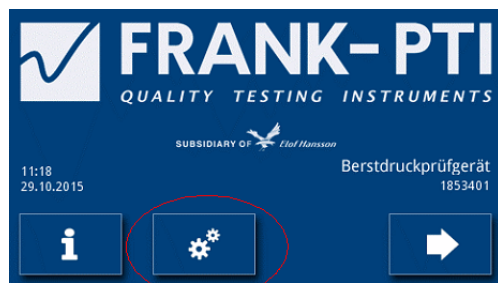 FRANK-PTI
QUALITY TESTING INSTRUMENTS
SUBSIDIARY OF Elof Hansson
11:18
29.10.2015
Berstdruckprüfgerät
1853401